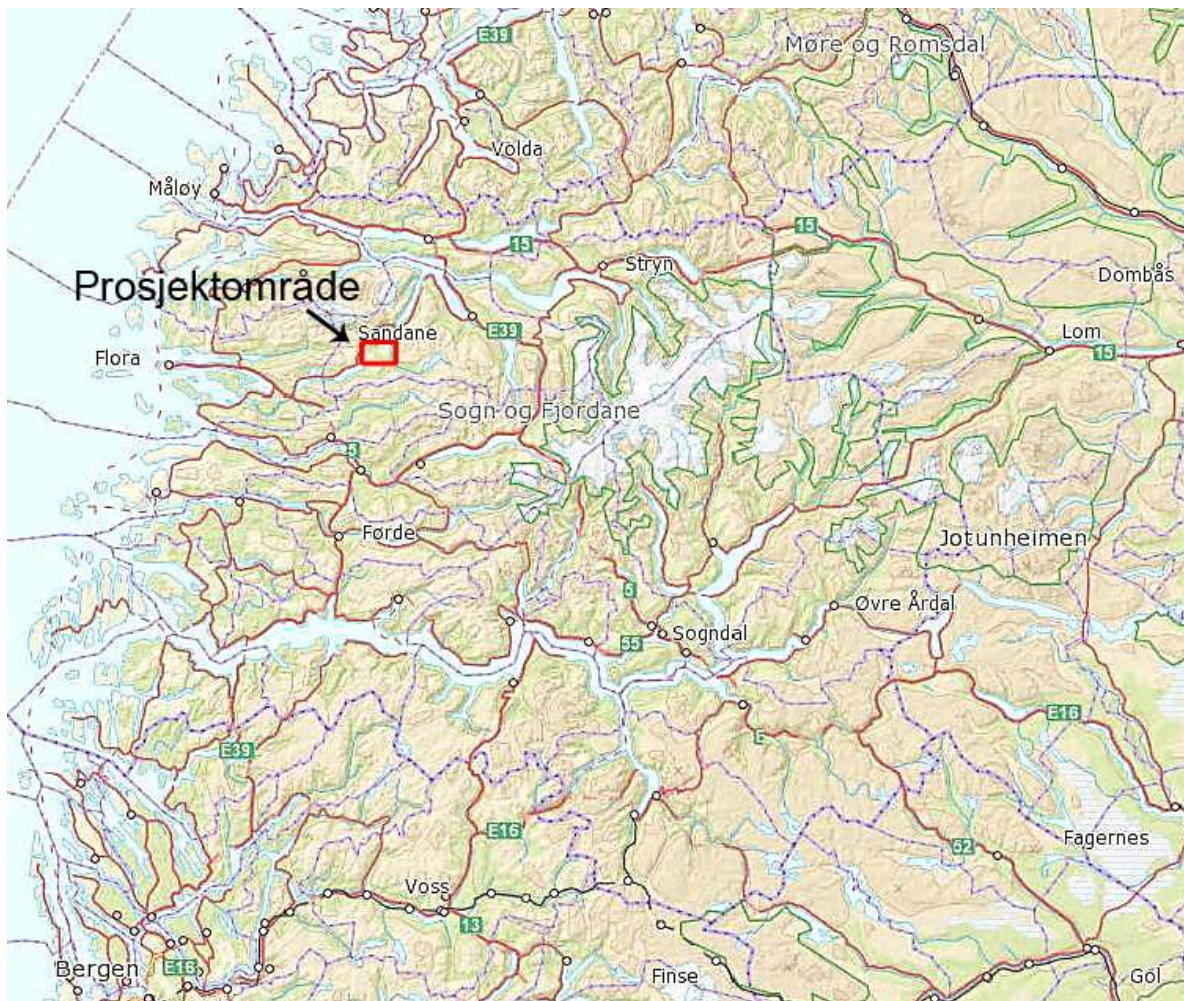 E39
Møre og Romsdal
Volda
Måløy
15
15
Stryn
Dombås
Prosjektområde
Sandane
E39
Lom
15
Flora
Sogn og Fjordane
5
Førde
Jotunheimen
5
Øvre Årdal
55
Sogndal
E16
5
E39
E16
Fagernes
52
Voss
13
Bergen
E16
Finse
Gol